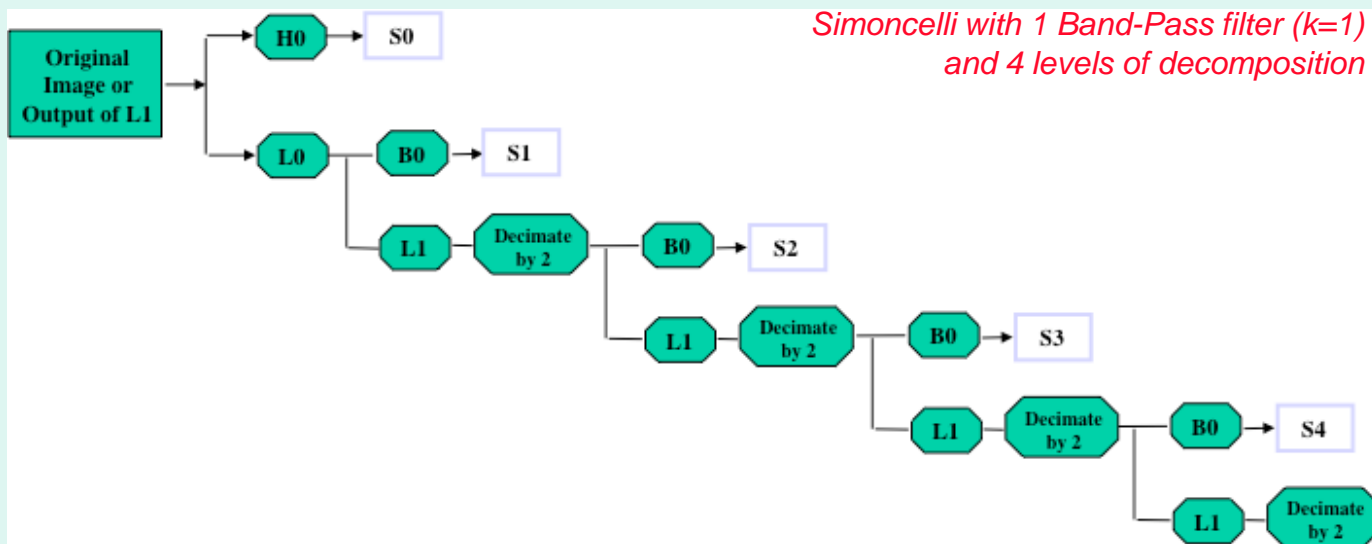 Simoncelli with 1 Band-Pass filter (k=1)
and 4 levels of decomposition
Original
Image or
Output of L1
H0
S0
L0
B0
S1
L1
Decimate
by 2
B0
S2
L1
Decimate
by 2
B0
S3
L1
Decimate
by 2
B0
S4
L1
Decimate
by 2